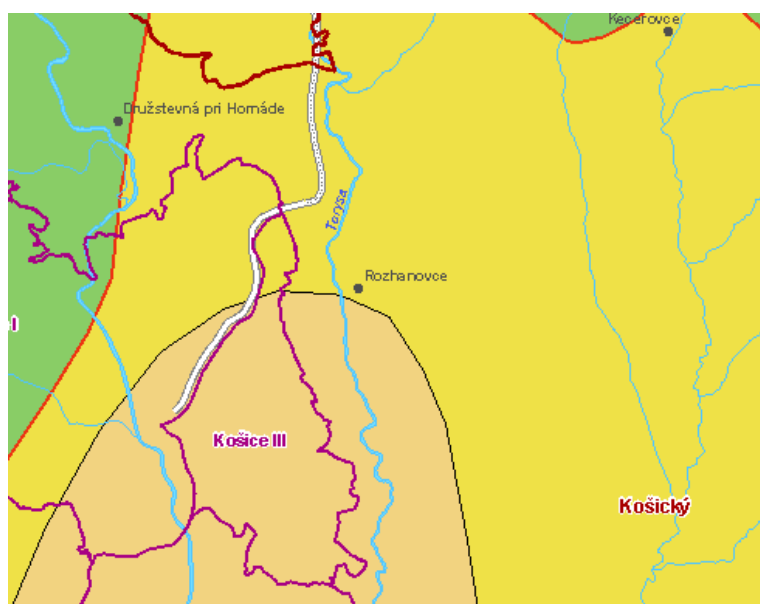 Kecerovce
Družstevná pri Hornáde
Torysa
Rozhanovce
l
Košice III
Košický